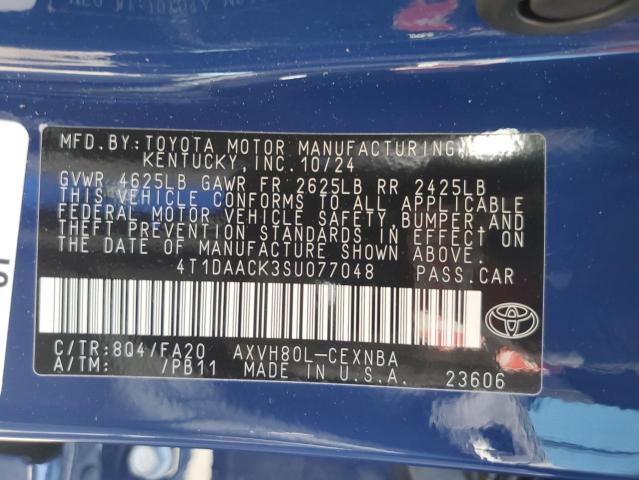 MFD.BY:TOYOTA MOTOR MANUFACTURING
KENTUCKY, INC.10/24
GVWR 4625LB GAWR FR 2625LB RR 2425LB
THIS VEHICLE CONFORMS TO ALL APPLICABLE
FEDERAL MOTOR VEHICLE SAFETY, BUMPER AND
THEFT PREVENTION STANDARDS IN EFFECT ON
THE DATE OF MANUFACTURE SHOWN ABOVE.
4T1DAACK3SU077048 PASS.CAR
C/TR:8Q4/FA20 AXVH80L-CEXNBA
A/TM: /PB11 MADE IN U.S.A. 23606